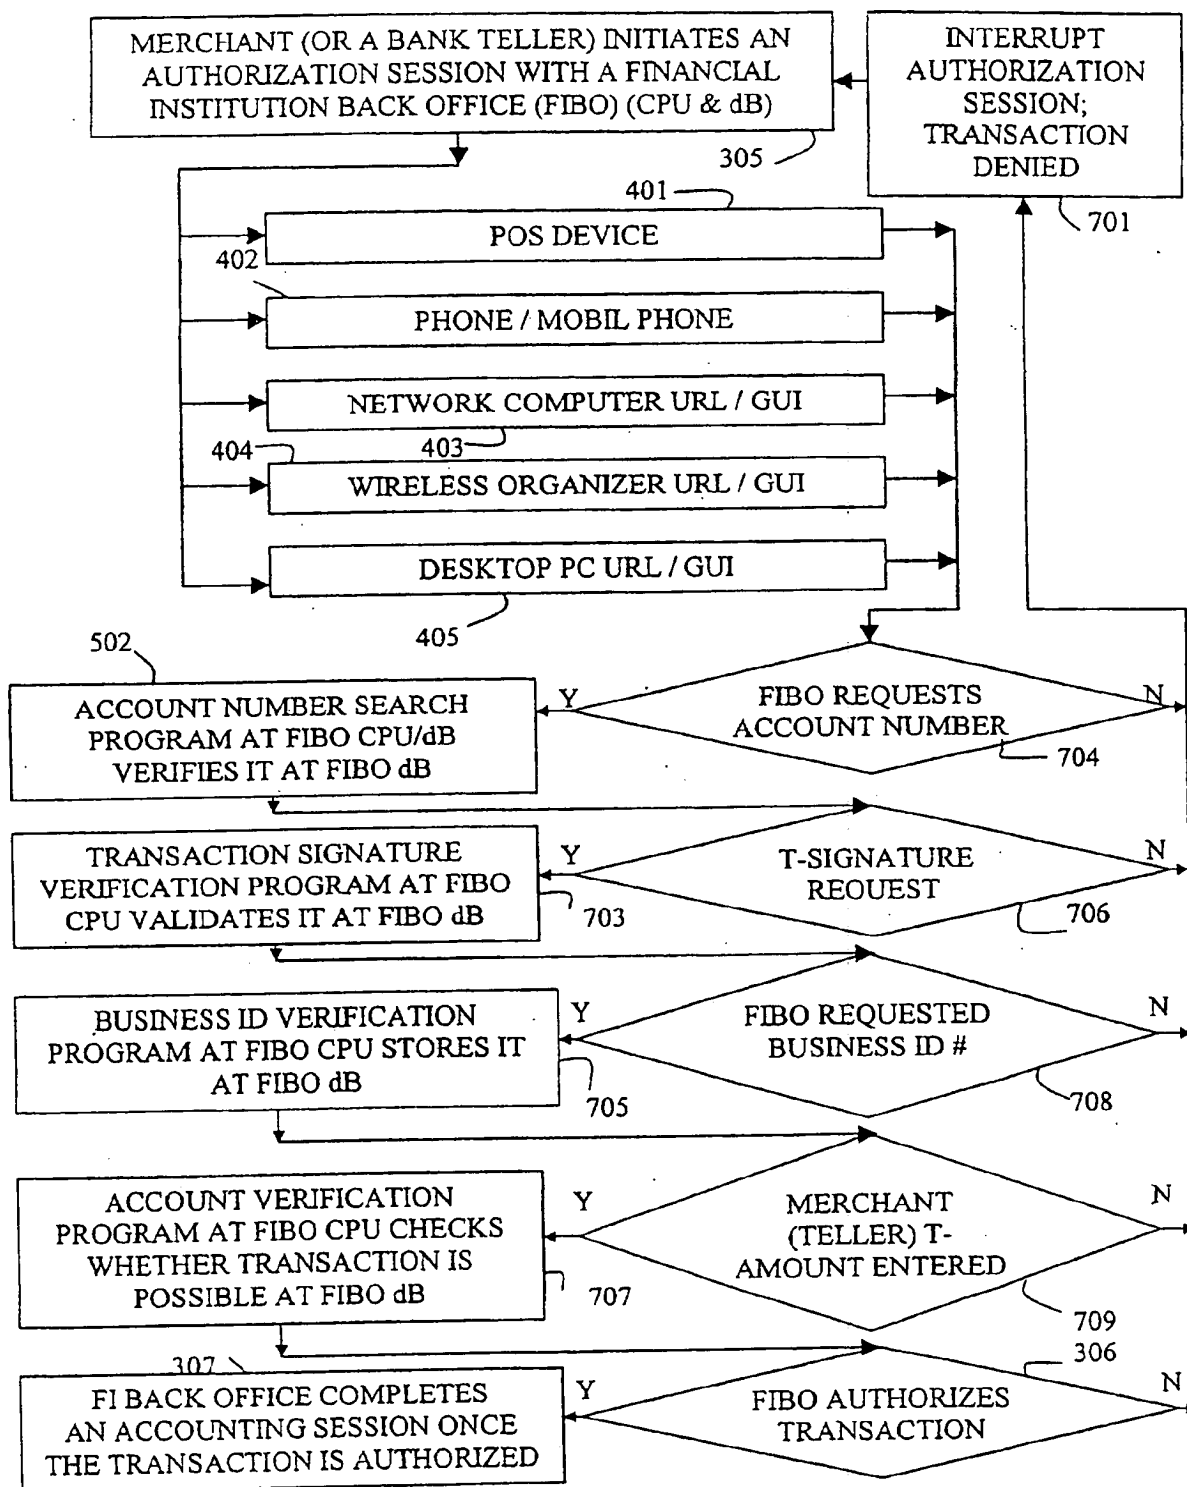 MERCHANT (OR A BANK TELLER) INITIATES AN
AUTHORIZATION SESSION WITH A FINANCIAL
INSTITUTION BACK OFFICE (FIBO) (CPU & dB)
305
INTERRUPT
AUTHORIZATION
SESSION;
TRANSACTION
DENIED
701
401
POS DEVICE
402
PHONE / MOBIL PHONE
NETWORK COMPUTER URL / GUI
403
404
WIRELESS ORGANIZER URL / GUI
DESKTOP PC URL / GUI
405
502
ACCOUNT NUMBER SEARCH
PROGRAM AT FIBO CPU/dB
VERIFIES IT AT FIBO dB
Y
FIBO REQUESTS
ACCOUNT NUMBER
N
704
TRANSACTION SIGNATURE
VERIFICATION PROGRAM AT FIBO
CPU VALIDATES IT AT FIBO dB
703
Y
T-SIGNATURE
REQUEST
N
706
BUSINESS ID VERIFICATION
PROGRAM AT FIBO CPU STORES IT
AT FIBO dB
705
Y
FIBO REQUESTED
BUSINESS ID #
N
708
ACCOUNT VERIFICATION
PROGRAM AT FIBO CPU CHECKS
WHETHER TRANSACTION IS
POSSIBLE AT FIBO dB
707
Y
MERCHANT
(TELLER) T-
AMOUNT ENTERED
N
709
307
FI BACK OFFICE COMPLETES
AN ACCOUNTING SESSION ONCE
THE TRANSACTION IS AUTHORIZED
Y
FIBO AUTHORIZES
TRANSACTION
306
N